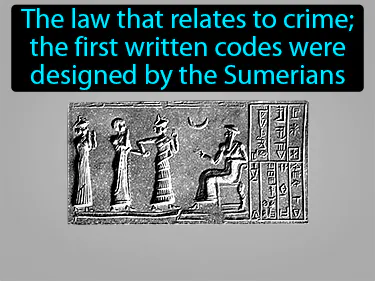 The law that relates to crime;
the first written codes were
designed by the Sumerians